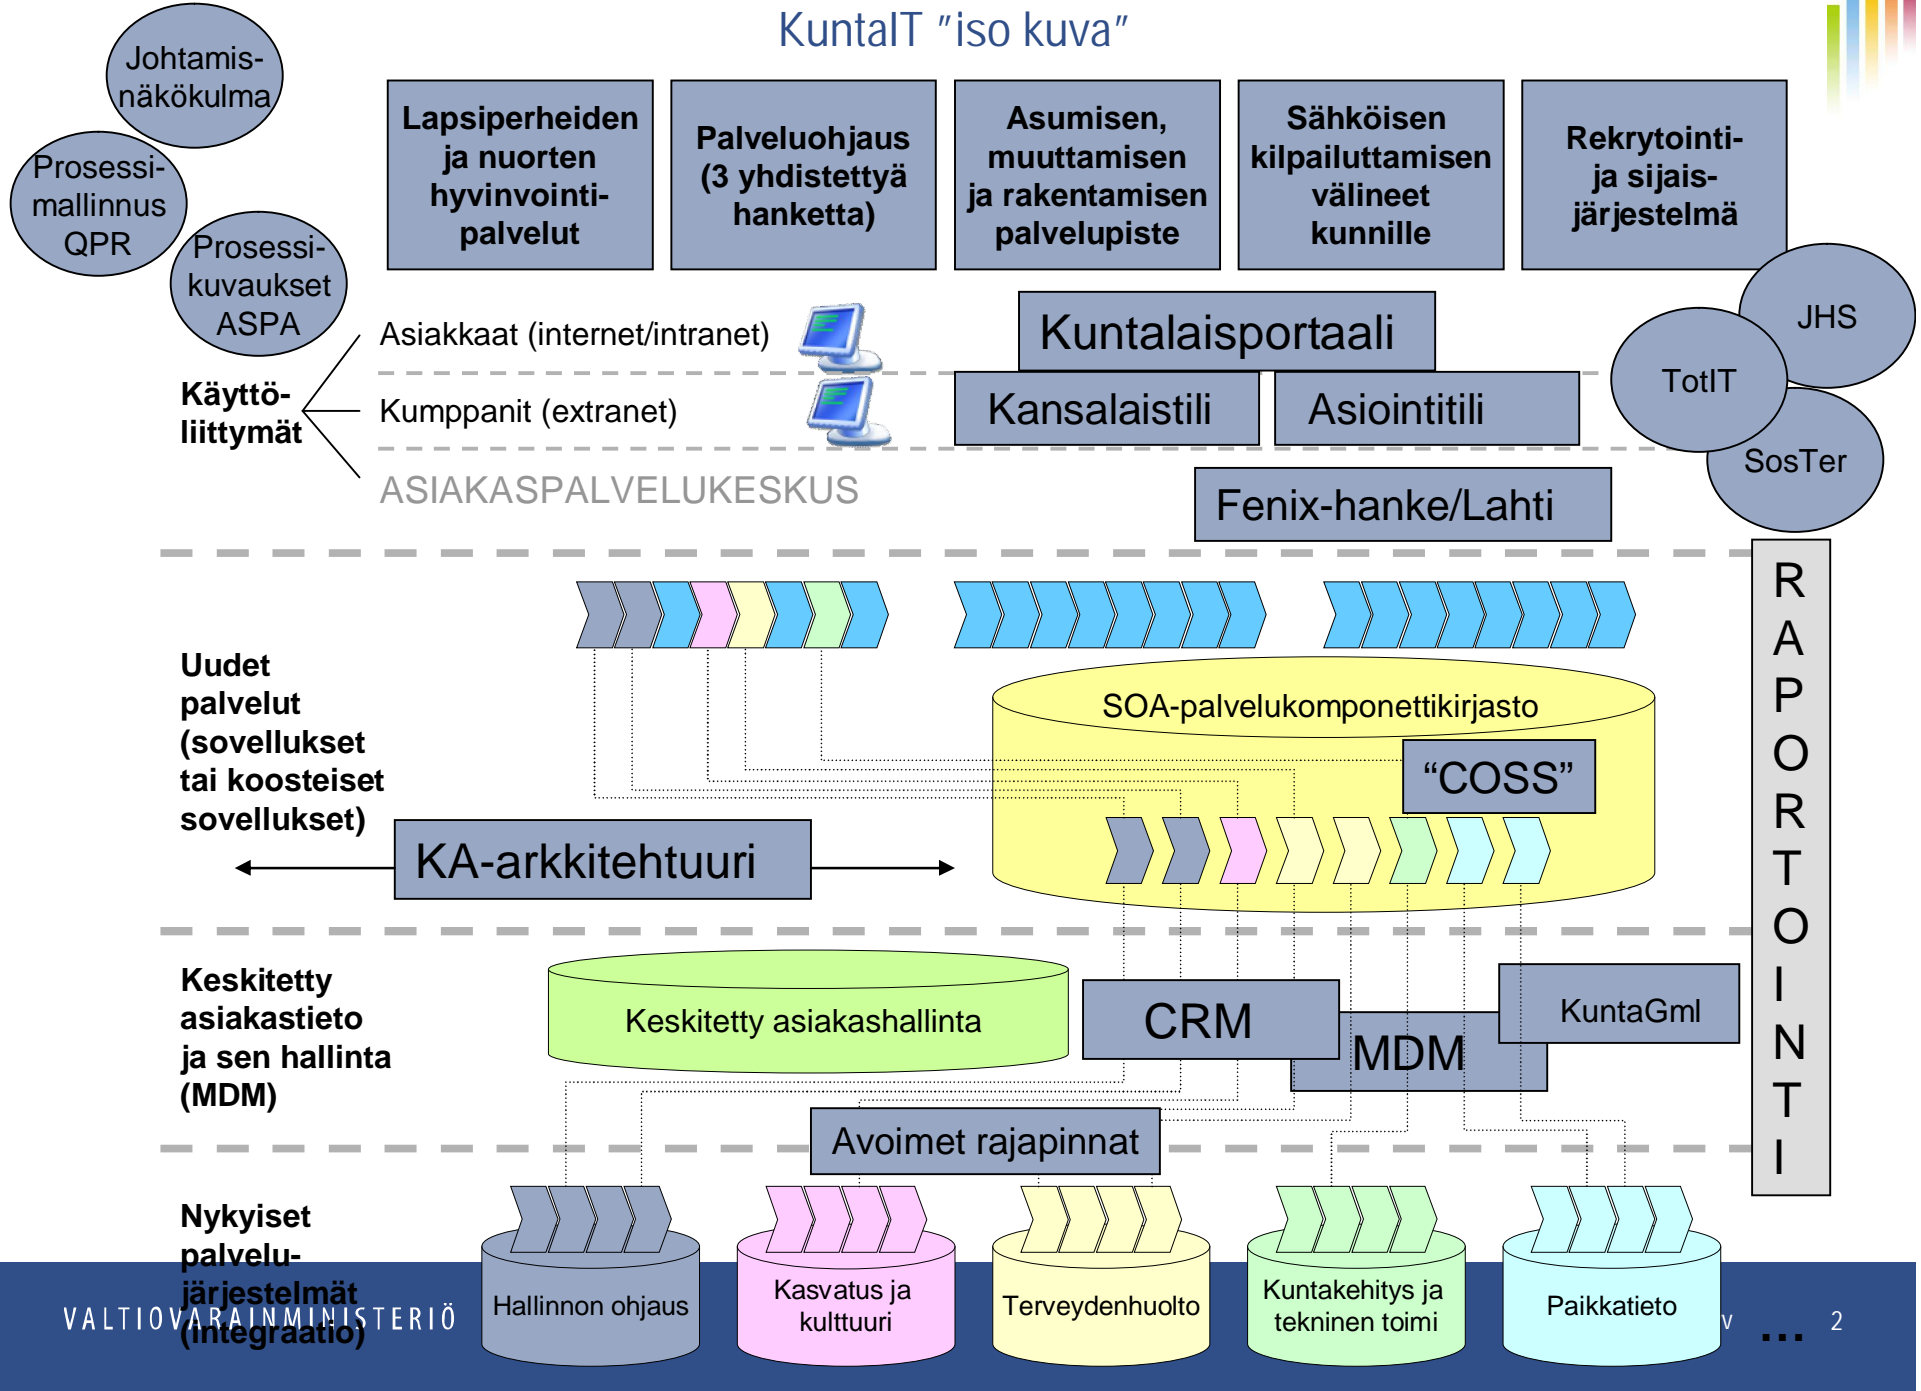 KuntaIT "iso kuva"
Johtamis-
näkökulma
Prosessi-
mallinnus
QPR
Prosessi-
kuvaukset
ASPA
Lapsiperheiden
ja nuorten
hyvinvointi-
palvelut
Palveluohjaus
(3 yhdistettyä
hanketta)
Asumisen,
muuttamisen
ja rakentamisen
palvelupiste
Sähköisen
kilpailuttamisen
välineet
kunnille
Rekrytointi-
ja sijais-
järjestelmä
JHS
TotIT
SosTer
Käyttö-
liittymät
Asiakkaat (internet/intranet)
Kumppanit (extranet)
ASIAKASPALVELUKESKUS
Kuntalaisportaali
Kansalaistili
Asiointitili
Fenix-hanke/Lahti
R
A
P
O
R
T
O
I
N
T
I
Uudet
palvelut
(sovellukset
tai koosteiset
sovellukset)
SOA-palvelukomponettikirjasto
“COSS”
KA-arkkitehtuuri
Keskitetty
asiakastieto
ja sen hallinta
(MDM)
Keskitetty asiakashallinta
CRM
MDM
KuntaGml
Avoimet rajapinnat
Nykyiset
palvelu-
järjestelmät
(integraatio)
Hallinnon ohjaus
Kasvatus ja
kulttuuri
Terveydenhuolto
Kuntakehitys ja
tekninen toimi
Paikkatieto
...
VALTIOVARAINMINISTERIÖ
v
2